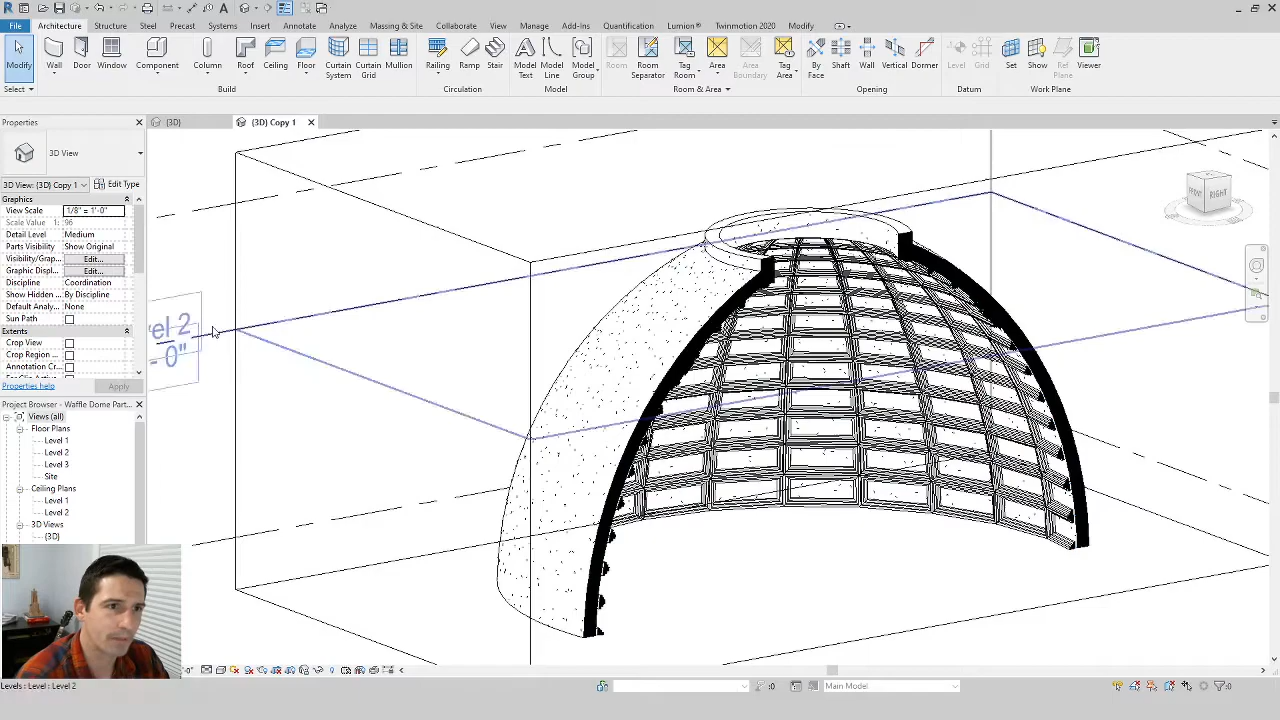 File Architecture Structure Steel Precast Systems Insert Annotate Analyze Massing & Site Collaborate View Manage Add-Ins Quantification Lumion® Twinmotion 2020 Modify
Modify Wall Door Window Component Column Roof Ceiling Floor Curtain System Curtain Grid Mullion Railing Ramp Stair Model Text Model Line Model Group Room Room Separator Tag Room Area Area Boundary Tag Area By Face Shaft Wall Vertical Dormer Level Grid Set Show Ref Plane Viewer
Select Build Circulation Model Room & Area Opening Datum Work Plane
Properties
{3D}
{3D} Copy 1
3D View
3D View: {3D} Copy 1 Edit Type
Graphics
View Scale 1/8" = 1'-0"
Scale Value 1: 96
Detail Level Medium
Parts Visibility Show Original
Visibility/Grap... Edit...
Graphic Displ... Edit...
Discipline Coordination
Show Hidden ... By Discipline
Default Analy... None
Sun Path
Extents
Crop View
Crop Region ...
Annotation Cr...
Properties help Apply
Project Browser - Waffle Dome Part...
Views (all)
Floor Plans
Level 1
Level 2
Level 3
Site
Ceiling Plans
Level 1
Level 2
3D Views
{3D}
el 2
- 0"
RIGHT
Levels : Level : Level 2
:0
Main Model
:0